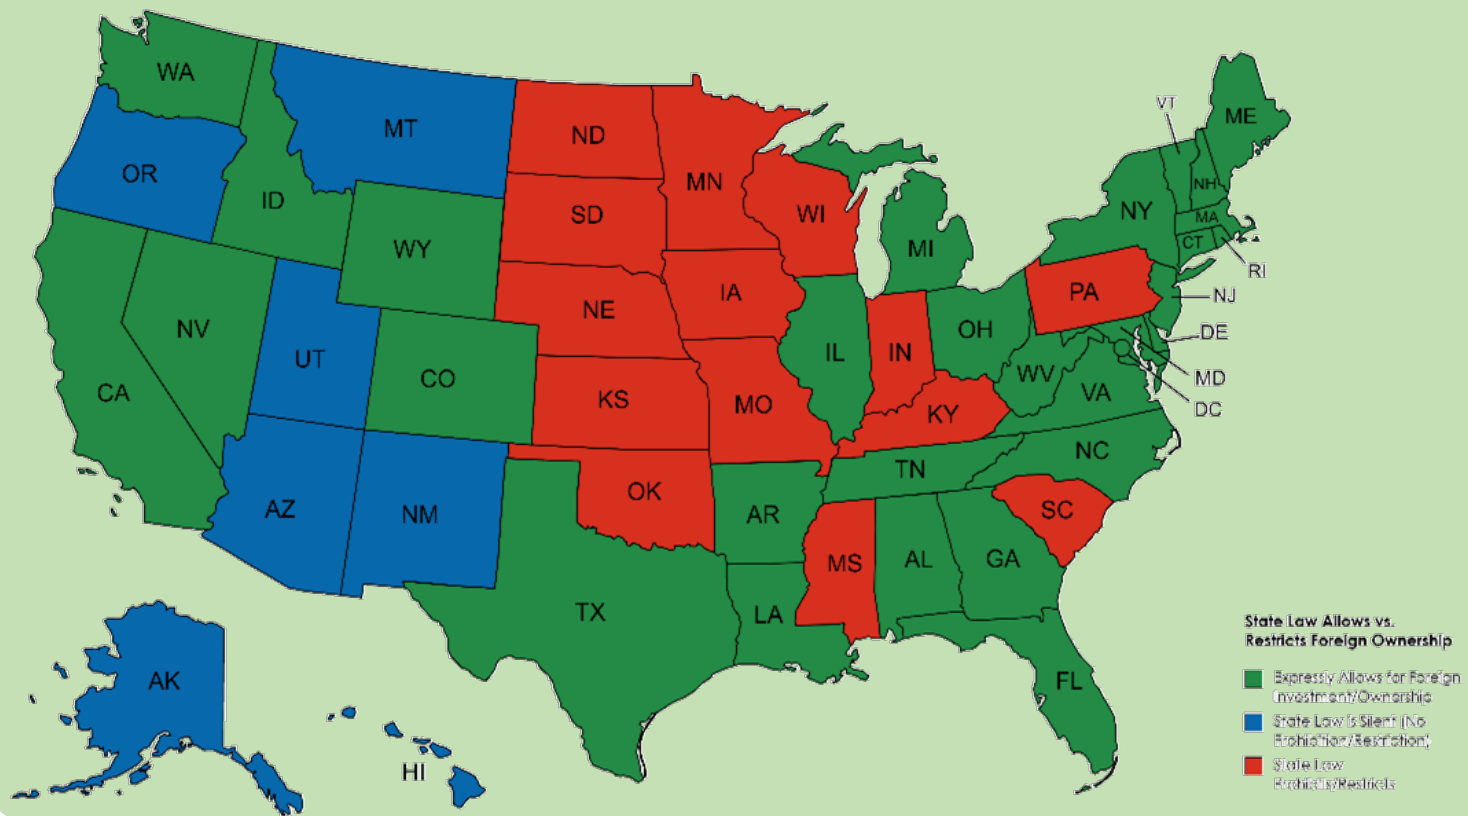 WA
MT
ND
MN
VT
ME
OR
ID
SD
WI
NH
NY
MA
WY
MI
CT
RI
IA
PA
NJ
NE
NV
OH
DE
IL
IN
UT
CO
WV
MD
CA
KS
MO
VA
KY
DC
NC
TN
OK
AZ
NM
AR
SC
MS
AL
GA
TX
LA
AK
FL
HI
State Law Allows vs.
Restricts Foreign Ownership
Expressly Allows for Foreign
Investment/Ownership
State Law is Silent (No
State Law